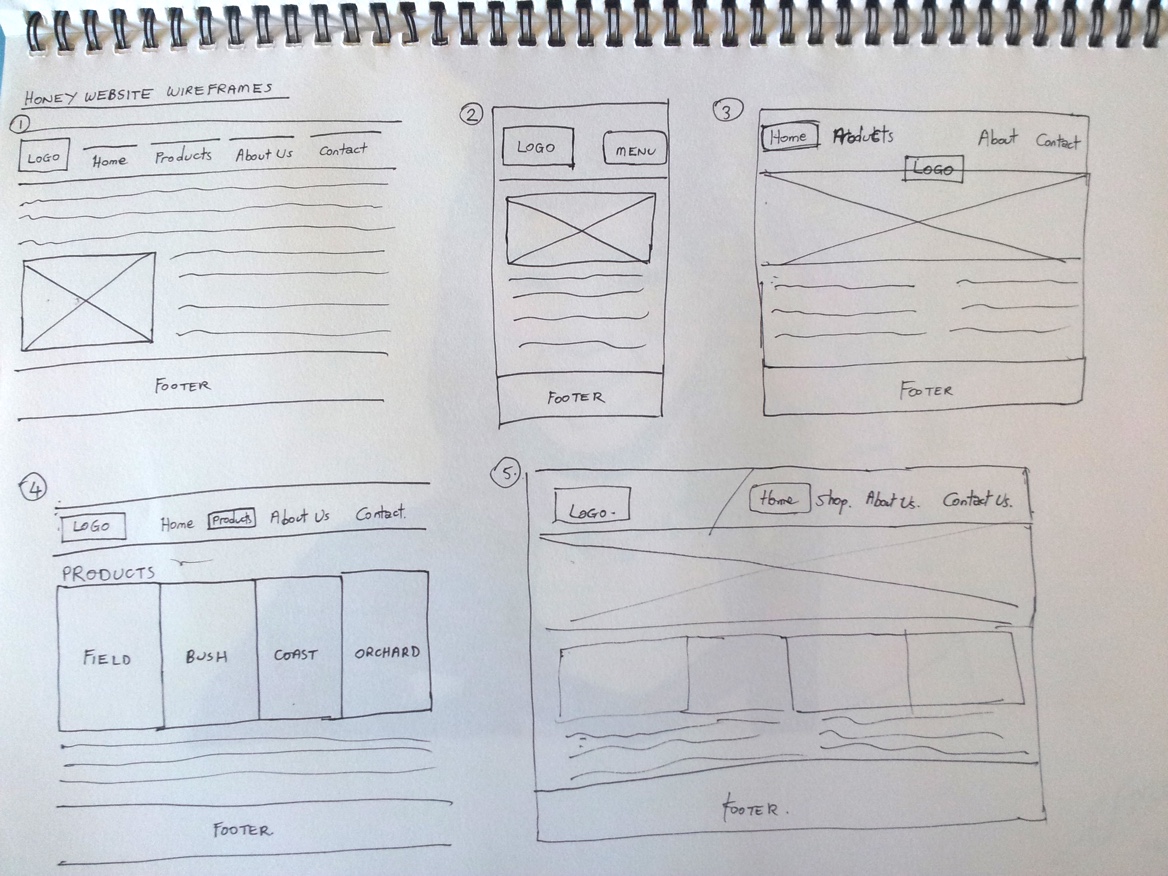 HONEY WEBSITE WIREFRAMES
1
LOGO Home Products About Us Contact
FOOTER
2
LOGO MENU
FOOTER
3
Home Products About Contact
LOGO
FOOTER
4
LOGO Home Products About Us Contact.
PRODUCTS
FIELD BUSH COAST ORCHARD
FOOTER
5.
LOGO. Home Shop. About Us. Contact Us.
FOOTER.